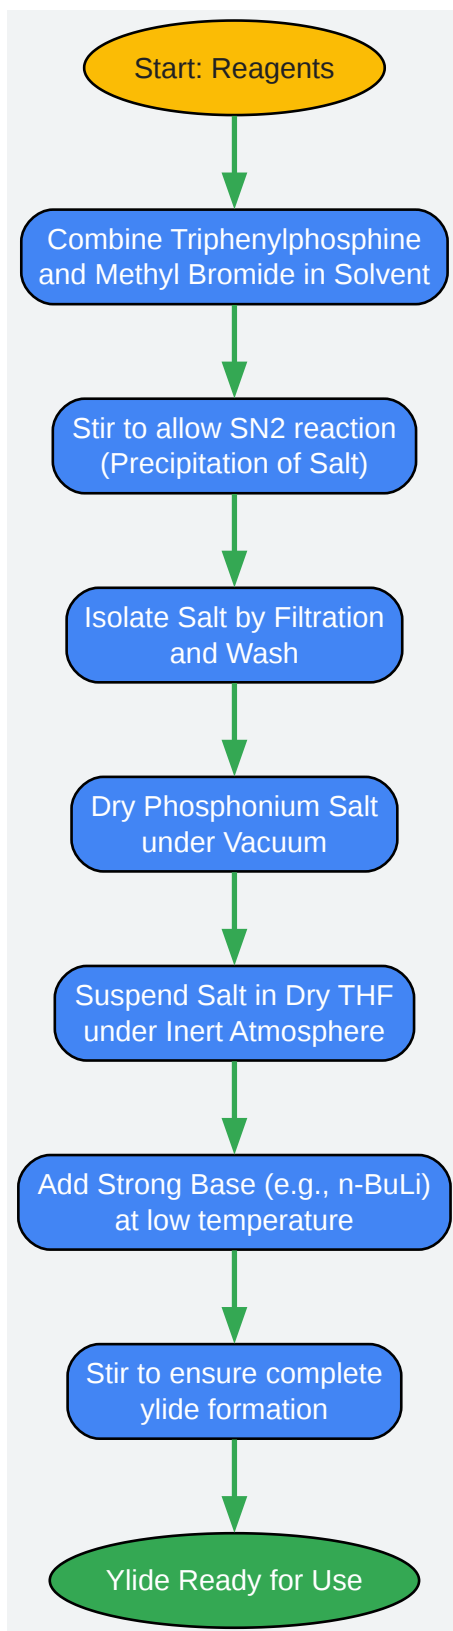 Start: Reagents
Combine Triphenylphosphine
and Methyl Bromide in Solvent
Stir to allow SN2 reaction
(Precipitation of Salt)
Isolate Salt by Filtration
and Wash
Dry Phosphonium Salt
under Vacuum
Suspend Salt in Dry THF
under Inert Atmosphere
Add Strong Base (e.g., n-BuLi)
at low temperature
Stir to ensure complete
ylide formation
Ylide Ready for Use